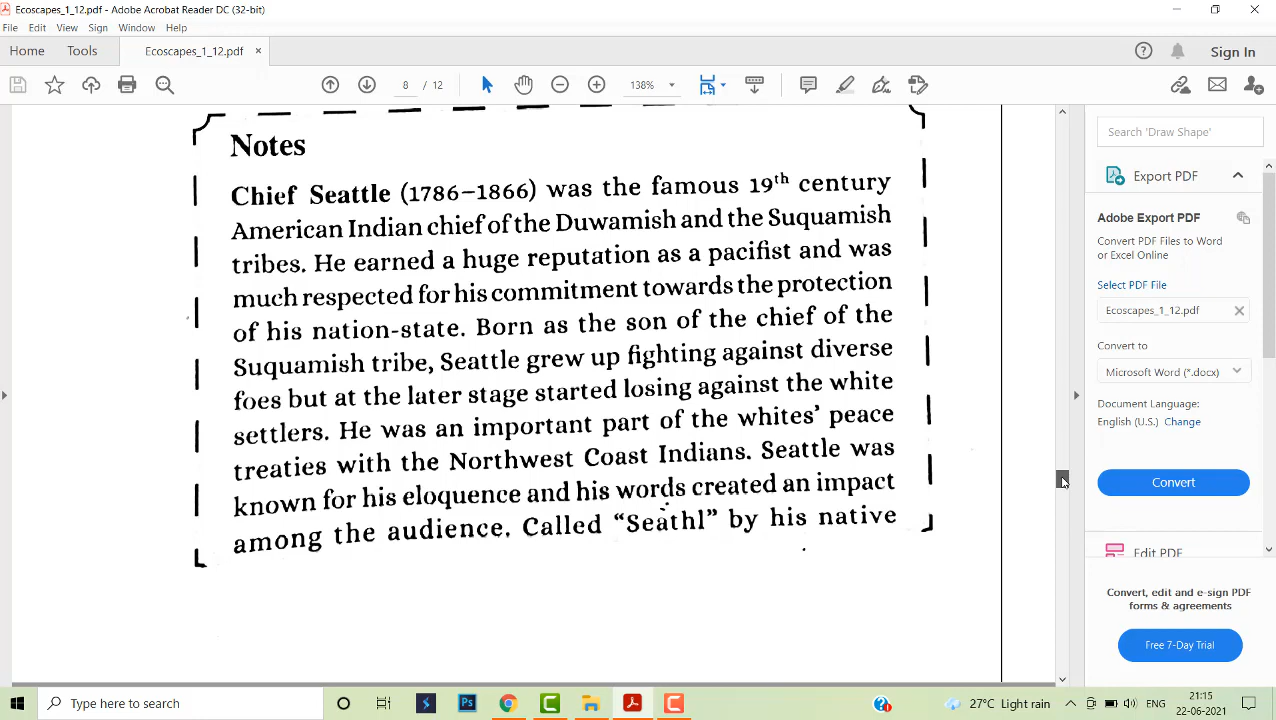 Ecoscapes_1_12.pdf - Adobe Acrobat Reader DC (32-bit)
File Edit View Sign Window Help
Home Tools Ecoscapes_1_12.pdf × Sign In
8 / 12 138%
Notes
Chief Seattle (1786–1866) was the famous 19th century
American Indian chief of the Duwamish and the Suquamish
tribes. He earned a huge reputation as a pacifist and was
much respected for his commitment towards the protection
of his nation-state. Born as the son of the chief of the
Suquamish tribe, Seattle grew up fighting against diverse
foes but at the later stage started losing against the white
settlers. He was an important part of the whites’ peace
treaties with the Northwest Coast Indians. Seattle was
known for his eloquence and his words created an impact
among the audience. Called “Seathl” by his native
Search 'Draw Shape'
Export PDF
Adobe Export PDF
Convert PDF Files to Word
or Excel Online
Select PDF File
Ecoscapes_1_12.pdf
Convert to
Microsoft Word (*.docx)
Document Language:
English (U.S.) Change
Convert
Edit PDF
Convert, edit and e-sign PDF
forms & agreements
Free 7-Day Trial
Type here to search
Ps
27°C Light rain
ENG
21:15
22-06-2021